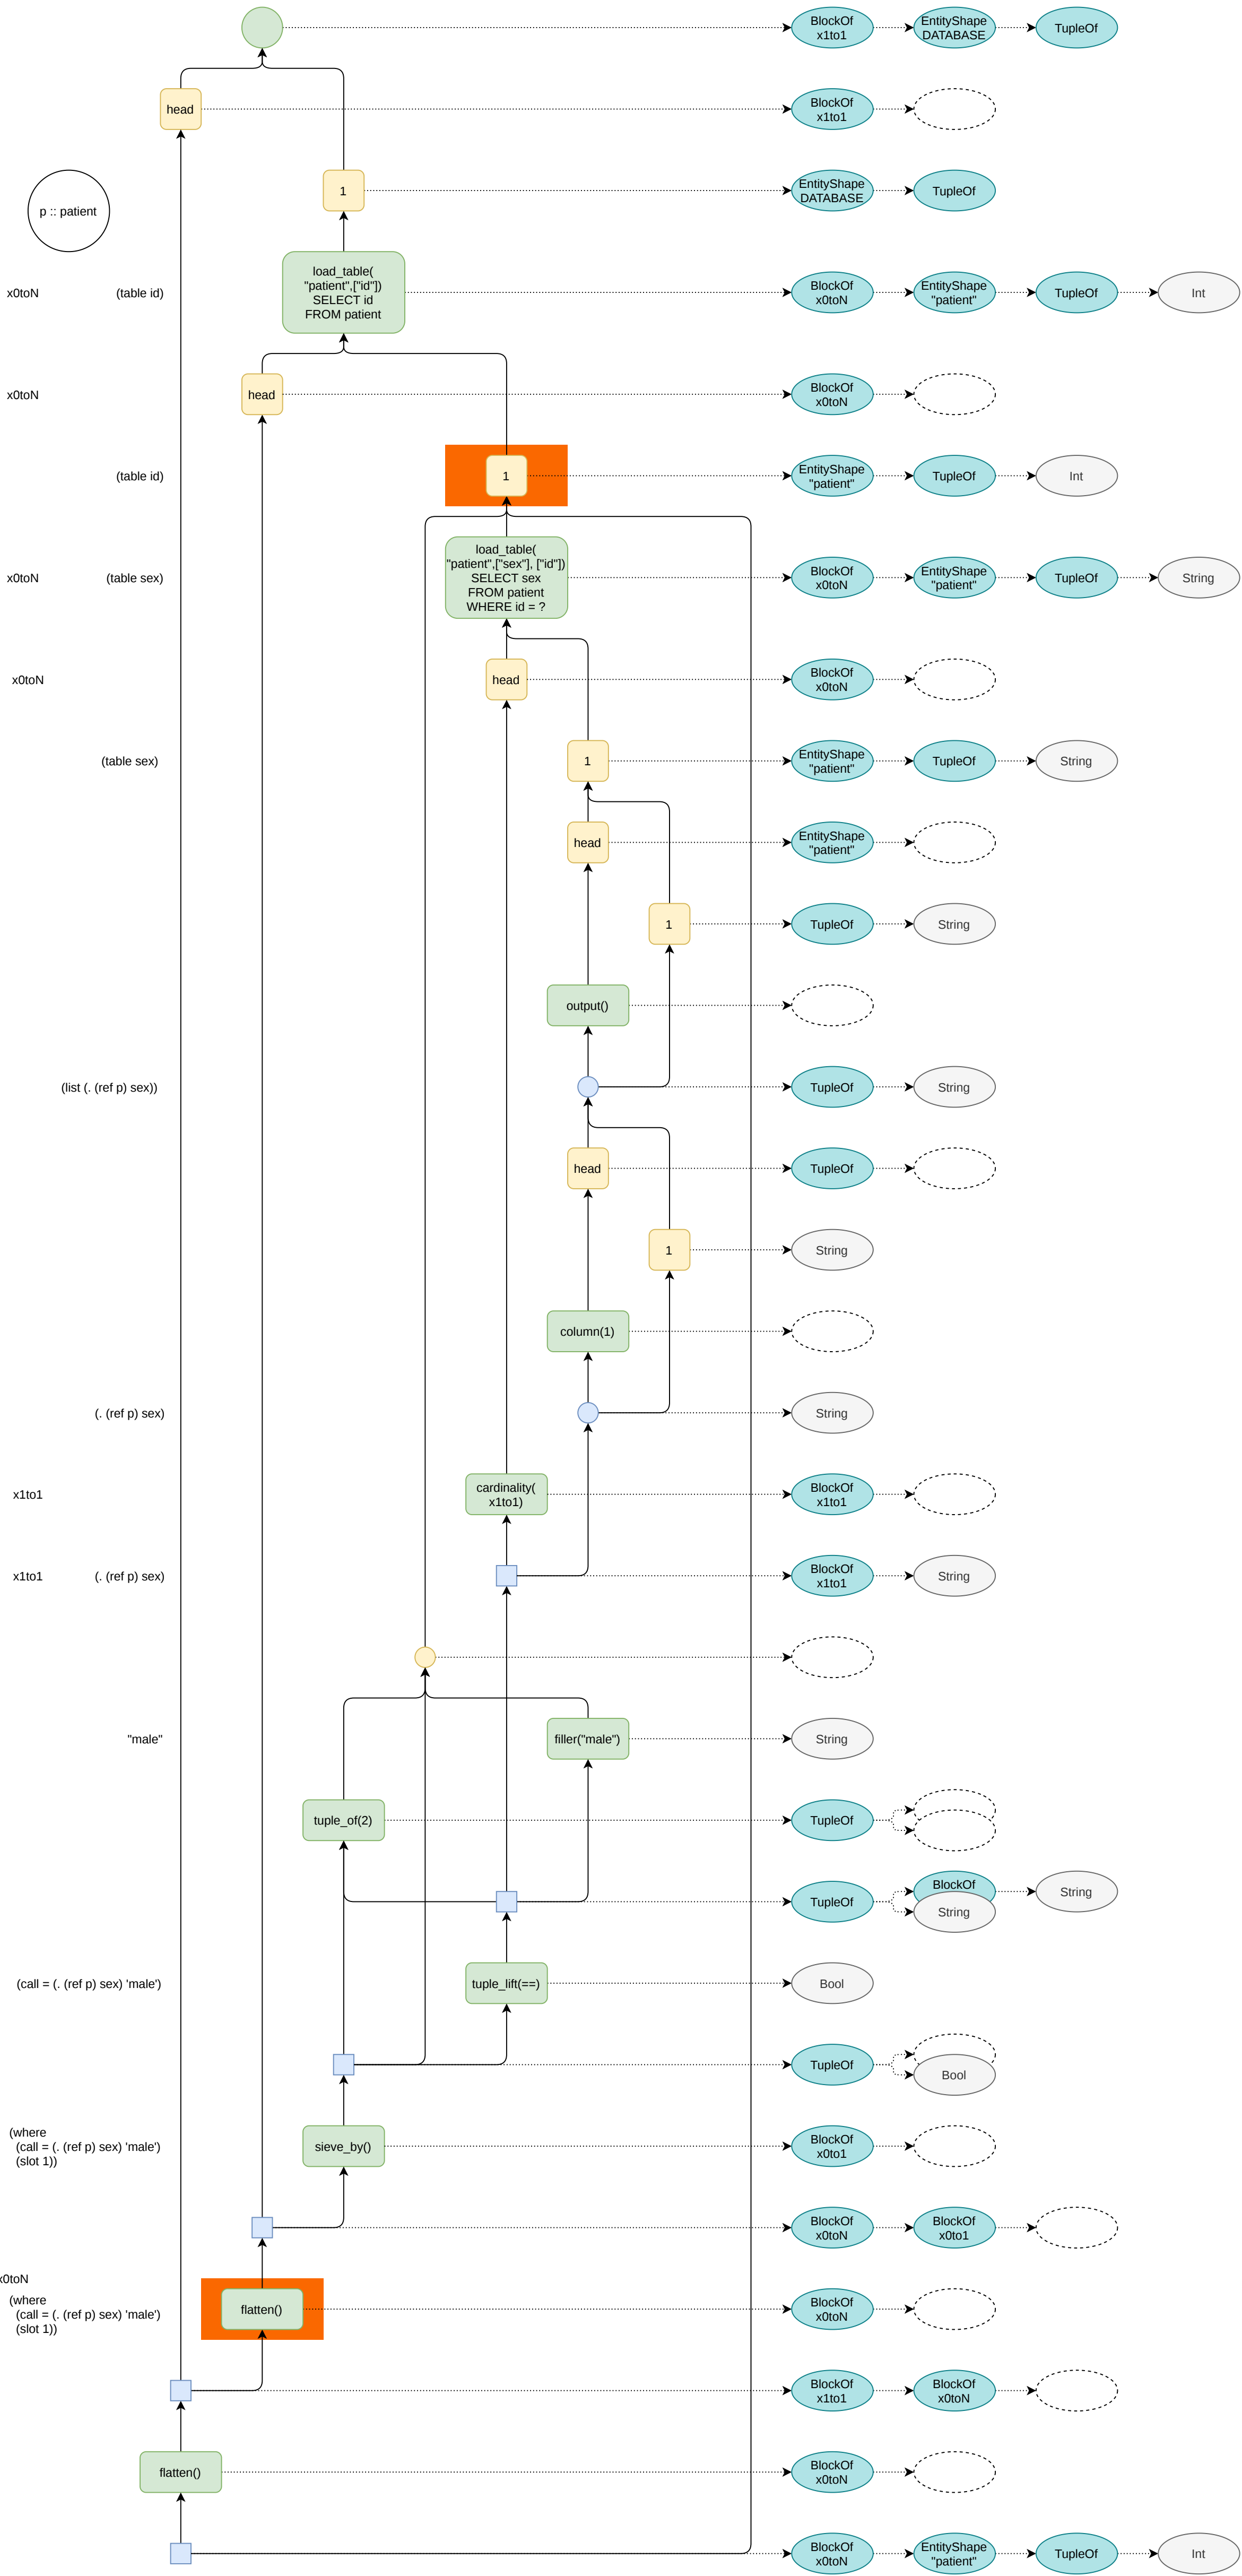 BlockOf
x1to1
EntityShape
DATABASE
TupleOf
head
BlockOf
x1to1
p :: patient
1
EntityShape
DATABASE
TupleOf
x0toN
(table id)
load_table(
"patient",["id"])
SELECT id
FROM patient
BlockOf
x0toN
EntityShape
"patient"
TupleOf
Int
x0toN
head
BlockOf
x0toN
(table id)
1
EntityShape
"patient"
TupleOf
Int
x0toN
(table sex)
load_table(
"patient",["sex"], ["id"])
SELECT sex
FROM patient
WHERE id = ?
BlockOf
x0toN
EntityShape
"patient"
TupleOf
String
x0toN
head
BlockOf
x0toN
(table sex)
1
EntityShape
"patient"
TupleOf
String
head
EntityShape
"patient"
1
TupleOf
String
output()
(list (. (ref p) sex))
TupleOf
String
head
TupleOf
1
String
column(1)
(. (ref p) sex)
String
x1to1
cardinality(
x1to1)
BlockOf
x1to1
x1to1
(. (ref p) sex)
BlockOf
x1to1
String
"male"
filler("male")
String
tuple_of(2)
TupleOf
TupleOf
BlockOf
String
String
(call = (. (ref p) sex) 'male')
tuple_lift(==)
Bool
TupleOf
Bool
(where
(call = (. (ref p) sex) 'male')
(slot 1))
sieve_by()
BlockOf
x0to1
BlockOf
x0toN
BlockOf
x0to1
x0toN
(where
(call = (. (ref p) sex) 'male')
(slot 1))
flatten()
BlockOf
x0toN
BlockOf
x1to1
BlockOf
x0toN
flatten()
BlockOf
x0toN
BlockOf
x0toN
EntityShape
"patient"
TupleOf
Int